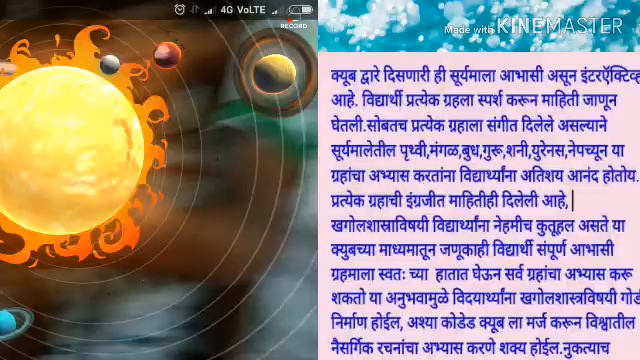 4G VoLTE
RECORD
Made with KINEMASTER
क्यूब द्वारे दिसणारी ही सूर्यमाला आभासी असून इंटरऍक्टिव्ह
आहे. विद्यार्थी प्रत्येक ग्रहला स्पर्श करून माहिती जाणून
घेतली.सोबतच प्रत्येक ग्रहाला संगीत दिलेले असल्याने
सूर्यमालेतील पृथ्वी,मंगळ,बुध,गुरू,शनी,युरेनस,नेपच्यून या
ग्रहांचा अभ्यास करतांना विद्यार्थ्यांना अतिशय आनंद होतोय.
प्रत्येक ग्रहाची इंग्रजीत माहितीही दिलेली आहे,
खगोलशास्त्राविषयी विद्यार्थ्यांना नेहमीच कुतूहल असते या
क्युबच्या माध्यमातून जणूकाही विद्यार्थी संपूर्ण आभासी
ग्रहमाला स्वतः च्या हातात घेऊन सर्व ग्रहांचा अभ्यास करू
शकतो या अनुभवामुळे विदयार्थ्यांना खगोलशास्त्रविषयी गोडी
निर्माण होईल, अश्या कोडेड क्यूब ला मर्ज करून विश्वातील
नैसर्गिक रचनांचा अभ्यास करणे शक्य होईल.नुकत्याच